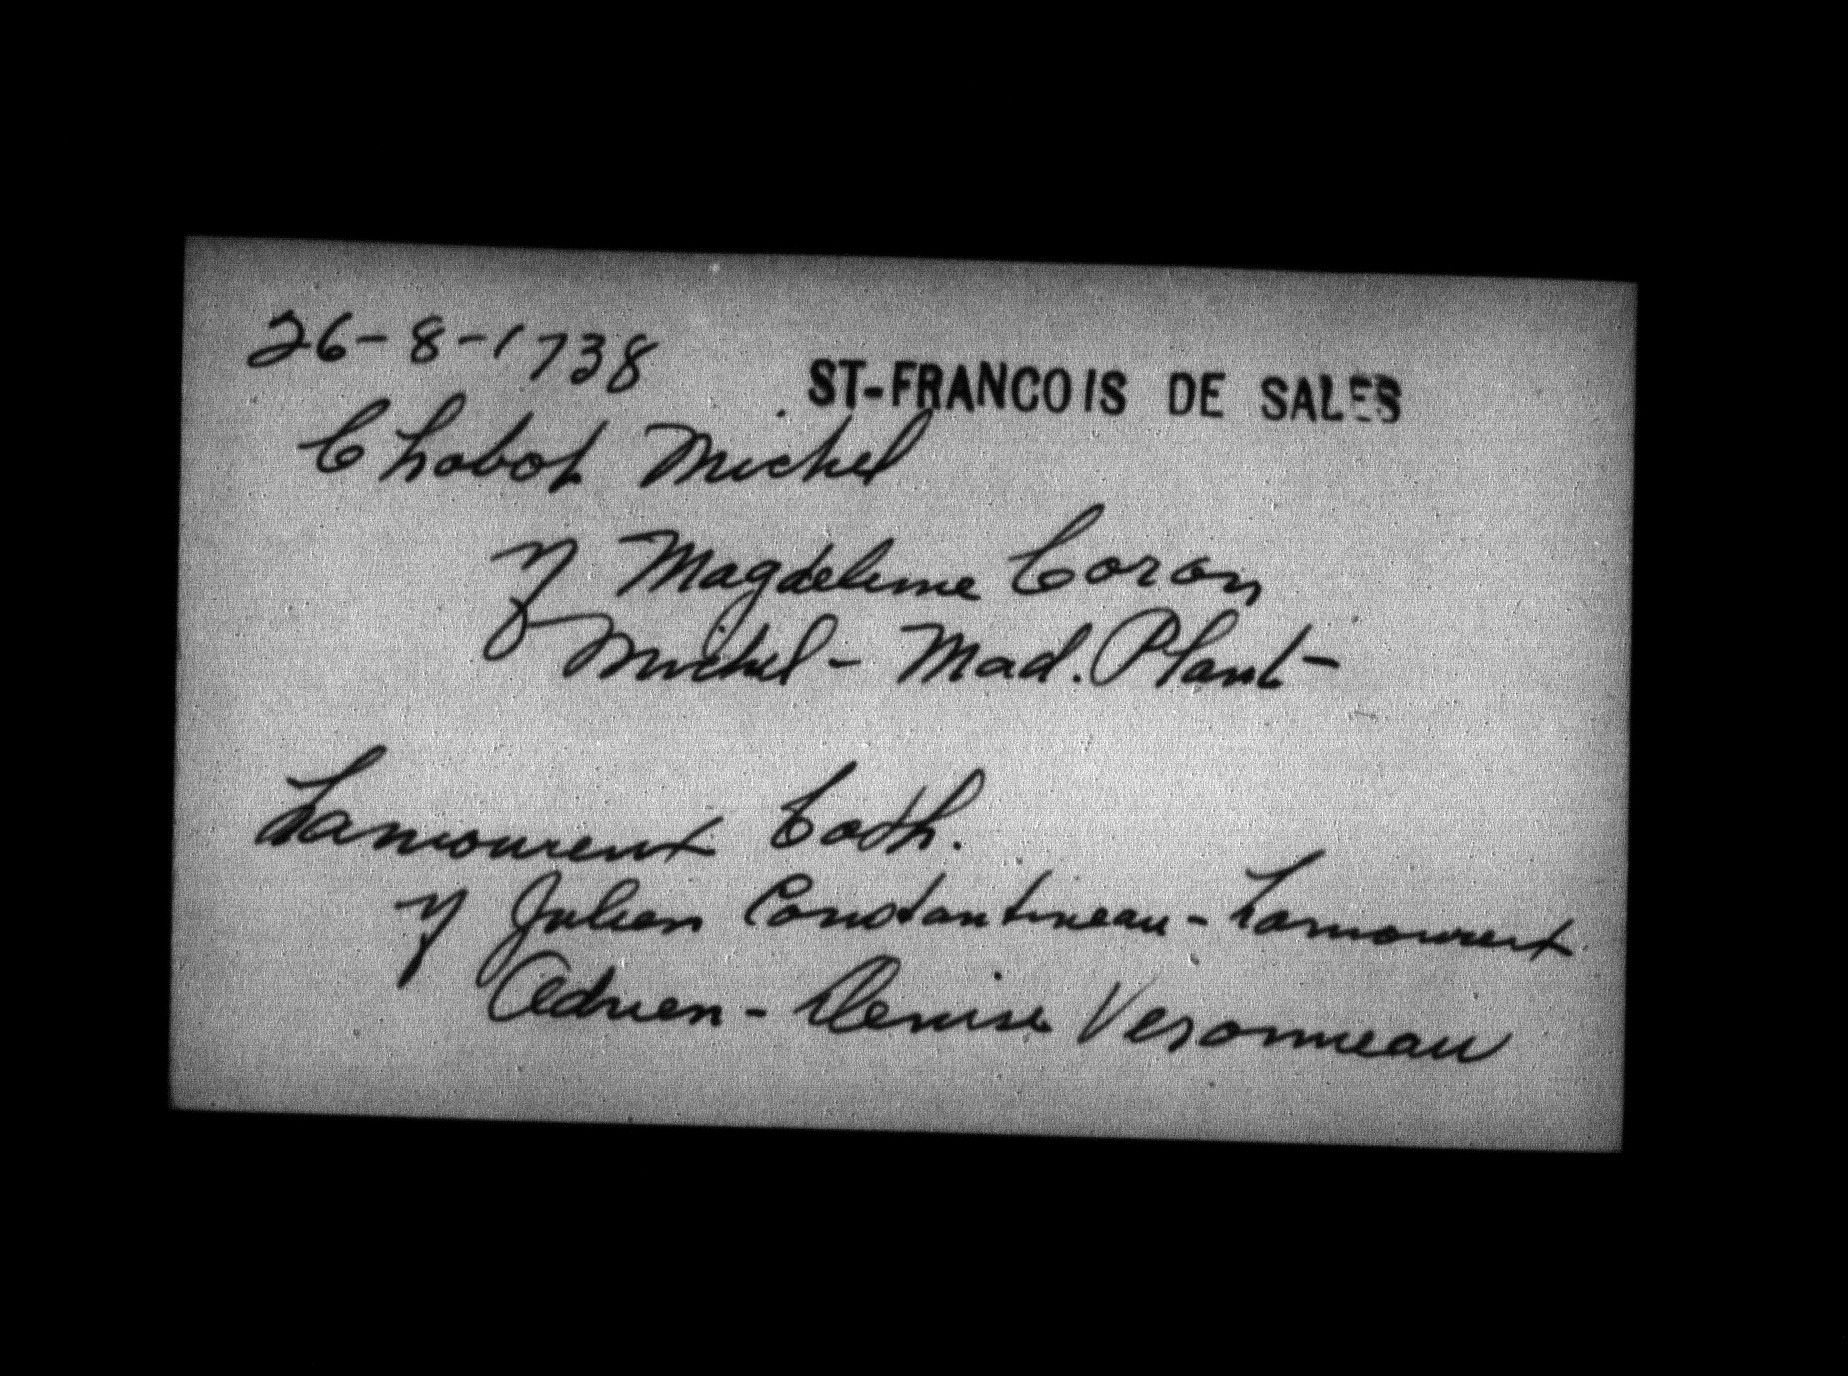 26-8-1738
ST-FRANCOIS DE SALES
Chabot Michel
V Magdeleine Coron
Michel - Mad. Plant -
Lamoureux Cath.
V Julien Constantineau - Lamoureux
Adrien - Denise Veronneau